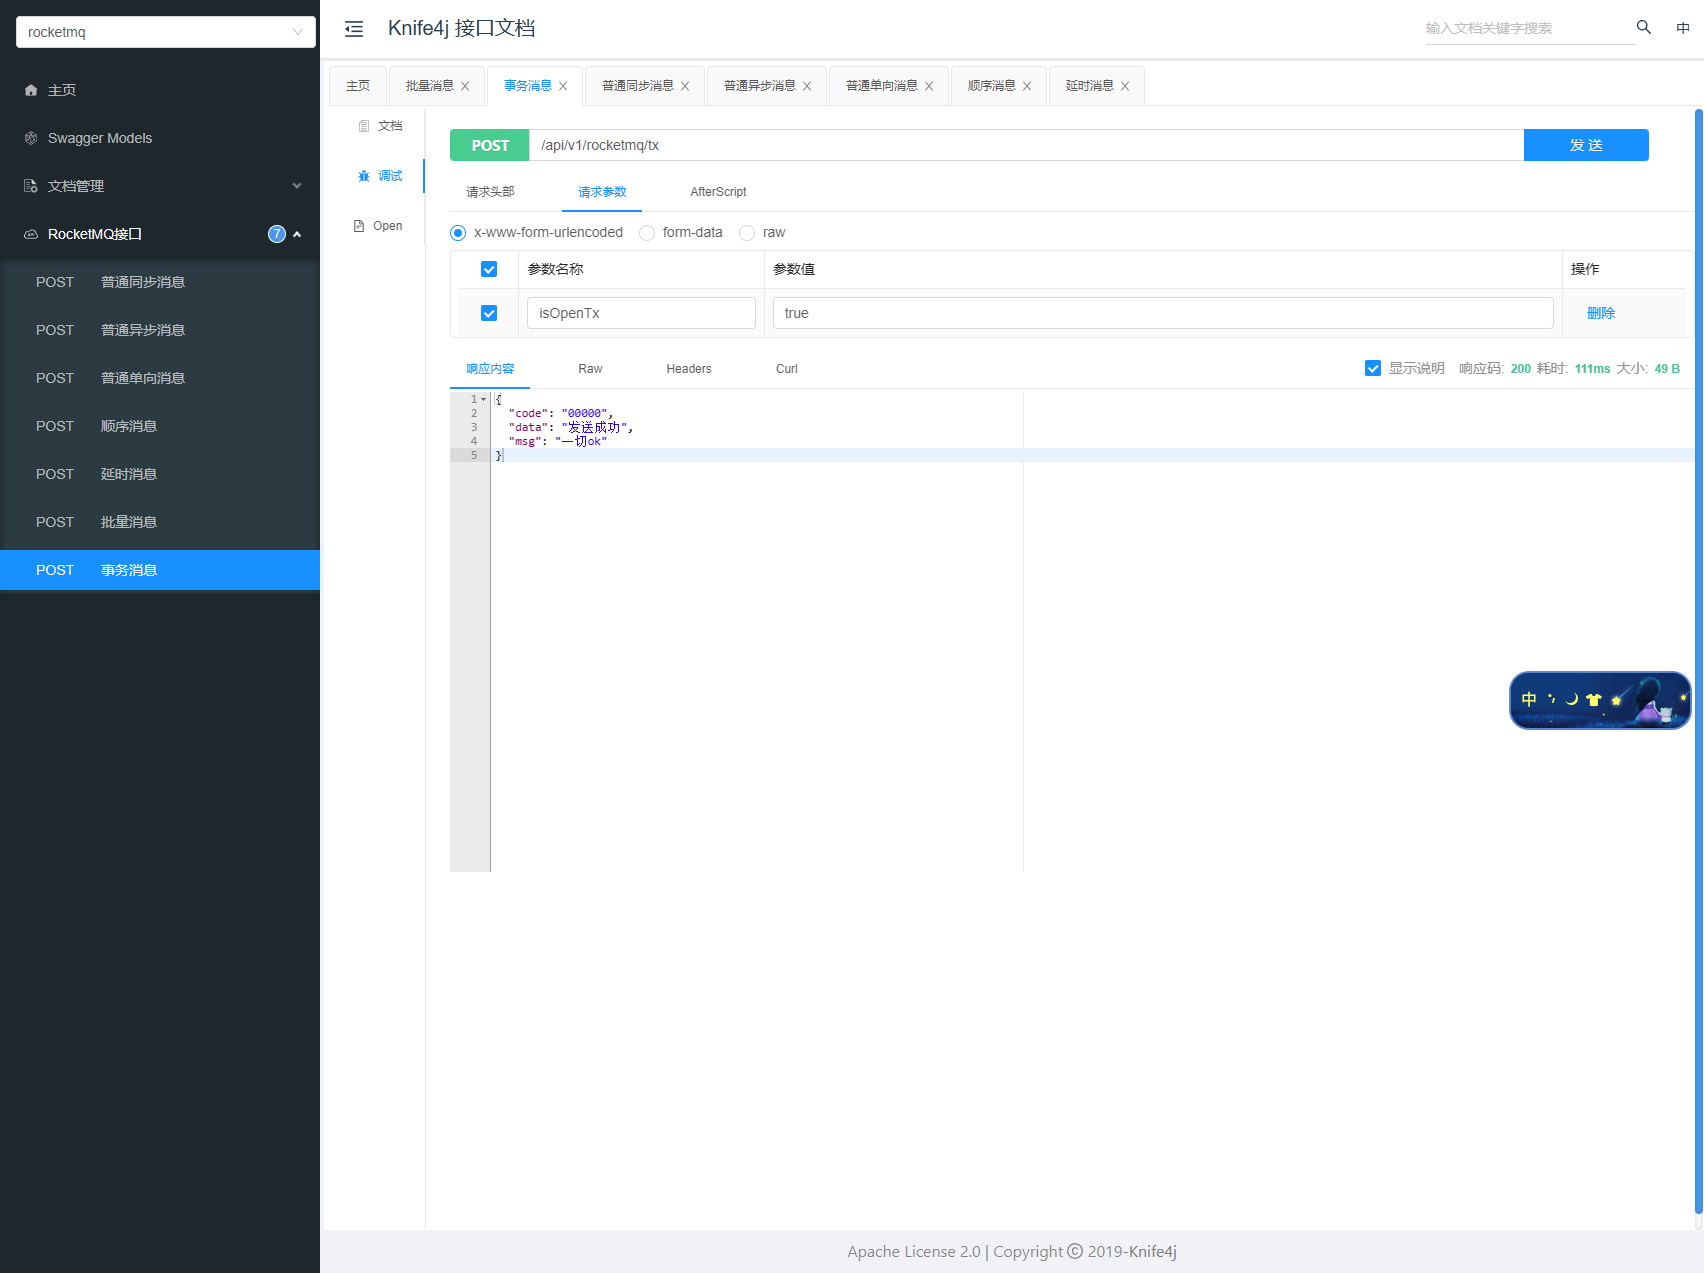 rocketmq
主页
Swagger Models
文档管理
RocketMQ接口 7
POST 普通同步消息
POST 普通异步消息
POST 普通单向消息
POST 顺序消息
POST 延时消息
POST 批量消息
POST 事务消息
Knife4j 接口文档
输入文档关键字搜索
中
主页 批量消息 事务消息 普通同步消息 普通异步消息 普通单向消息 顺序消息 延时消息
文档
调试
Open
POST /api/v1/rocketmq/tx 发 送
请求头部 请求参数 AfterScript
x-www-form-urlencoded form-data raw
参数名称 参数值 操作
isOpenTx true 删除
响应内容 Raw Headers Curl 显示说明 响应码: 200 耗时: 111ms 大小: 49 B
1 {
2 "code": "00000",
3 "data": "发送成功",
4 "msg": "一切ok"
5 }
中
Apache License 2.0 | Copyright © 2019-Knife4j